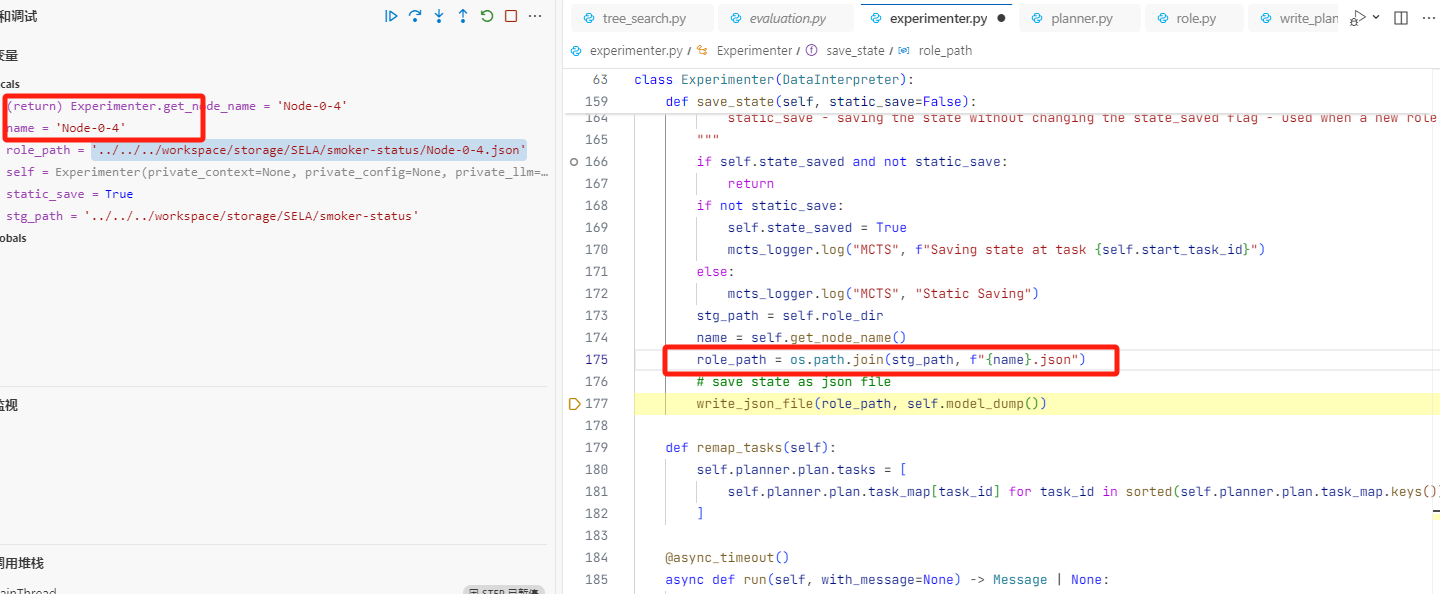 和调试
变量
cals
(return) Experimenter.get_node_name = 'Node-0-4'
name = 'Node-0-4'
role_path = '../../../workspace/storage/SELA/smoker-status/Node-0-4.json'
self = Experimenter(private_context=None, private_config=None, private_llm=…
static_save = True
stg_path = '../../../workspace/storage/SELA/smoker-status'
obals
监视
调用堆栈
ainThread
因 STEP 已暂停
tree_search.py evaluation.py experimenter.py planner.py role.py write_plan
experimenter.py / Experimenter / save_state / role_path
63 class Experimenter(DataInterpreter):
159 def save_state(self, static_save=False):
164 static_save - saving the state without changing the state_saved flag - used when a new role
165 """
166 if self.state_saved and not static_save:
167 return
168 if not static_save:
169 self.state_saved = True
170 mcts_logger.log("MCTS", f"Saving state at task {self.start_task_id}")
171 else:
172 mcts_logger.log("MCTS", "Static Saving")
173 stg_path = self.role_dir
174 name = self.get_node_name()
175 role_path = os.path.join(stg_path, f"{name}.json")
176 # save state as json file
177 write_json_file(role_path, self.model_dump())
178
179 def remap_tasks(self):
180 self.planner.plan.tasks = [
181 self.planner.plan.task_map[task_id] for task_id in sorted(self.planner.plan.task_map.keys())
182 ]
183
184 @async_timeout()
185 async def run(self, with_message=None) -> Message | None: